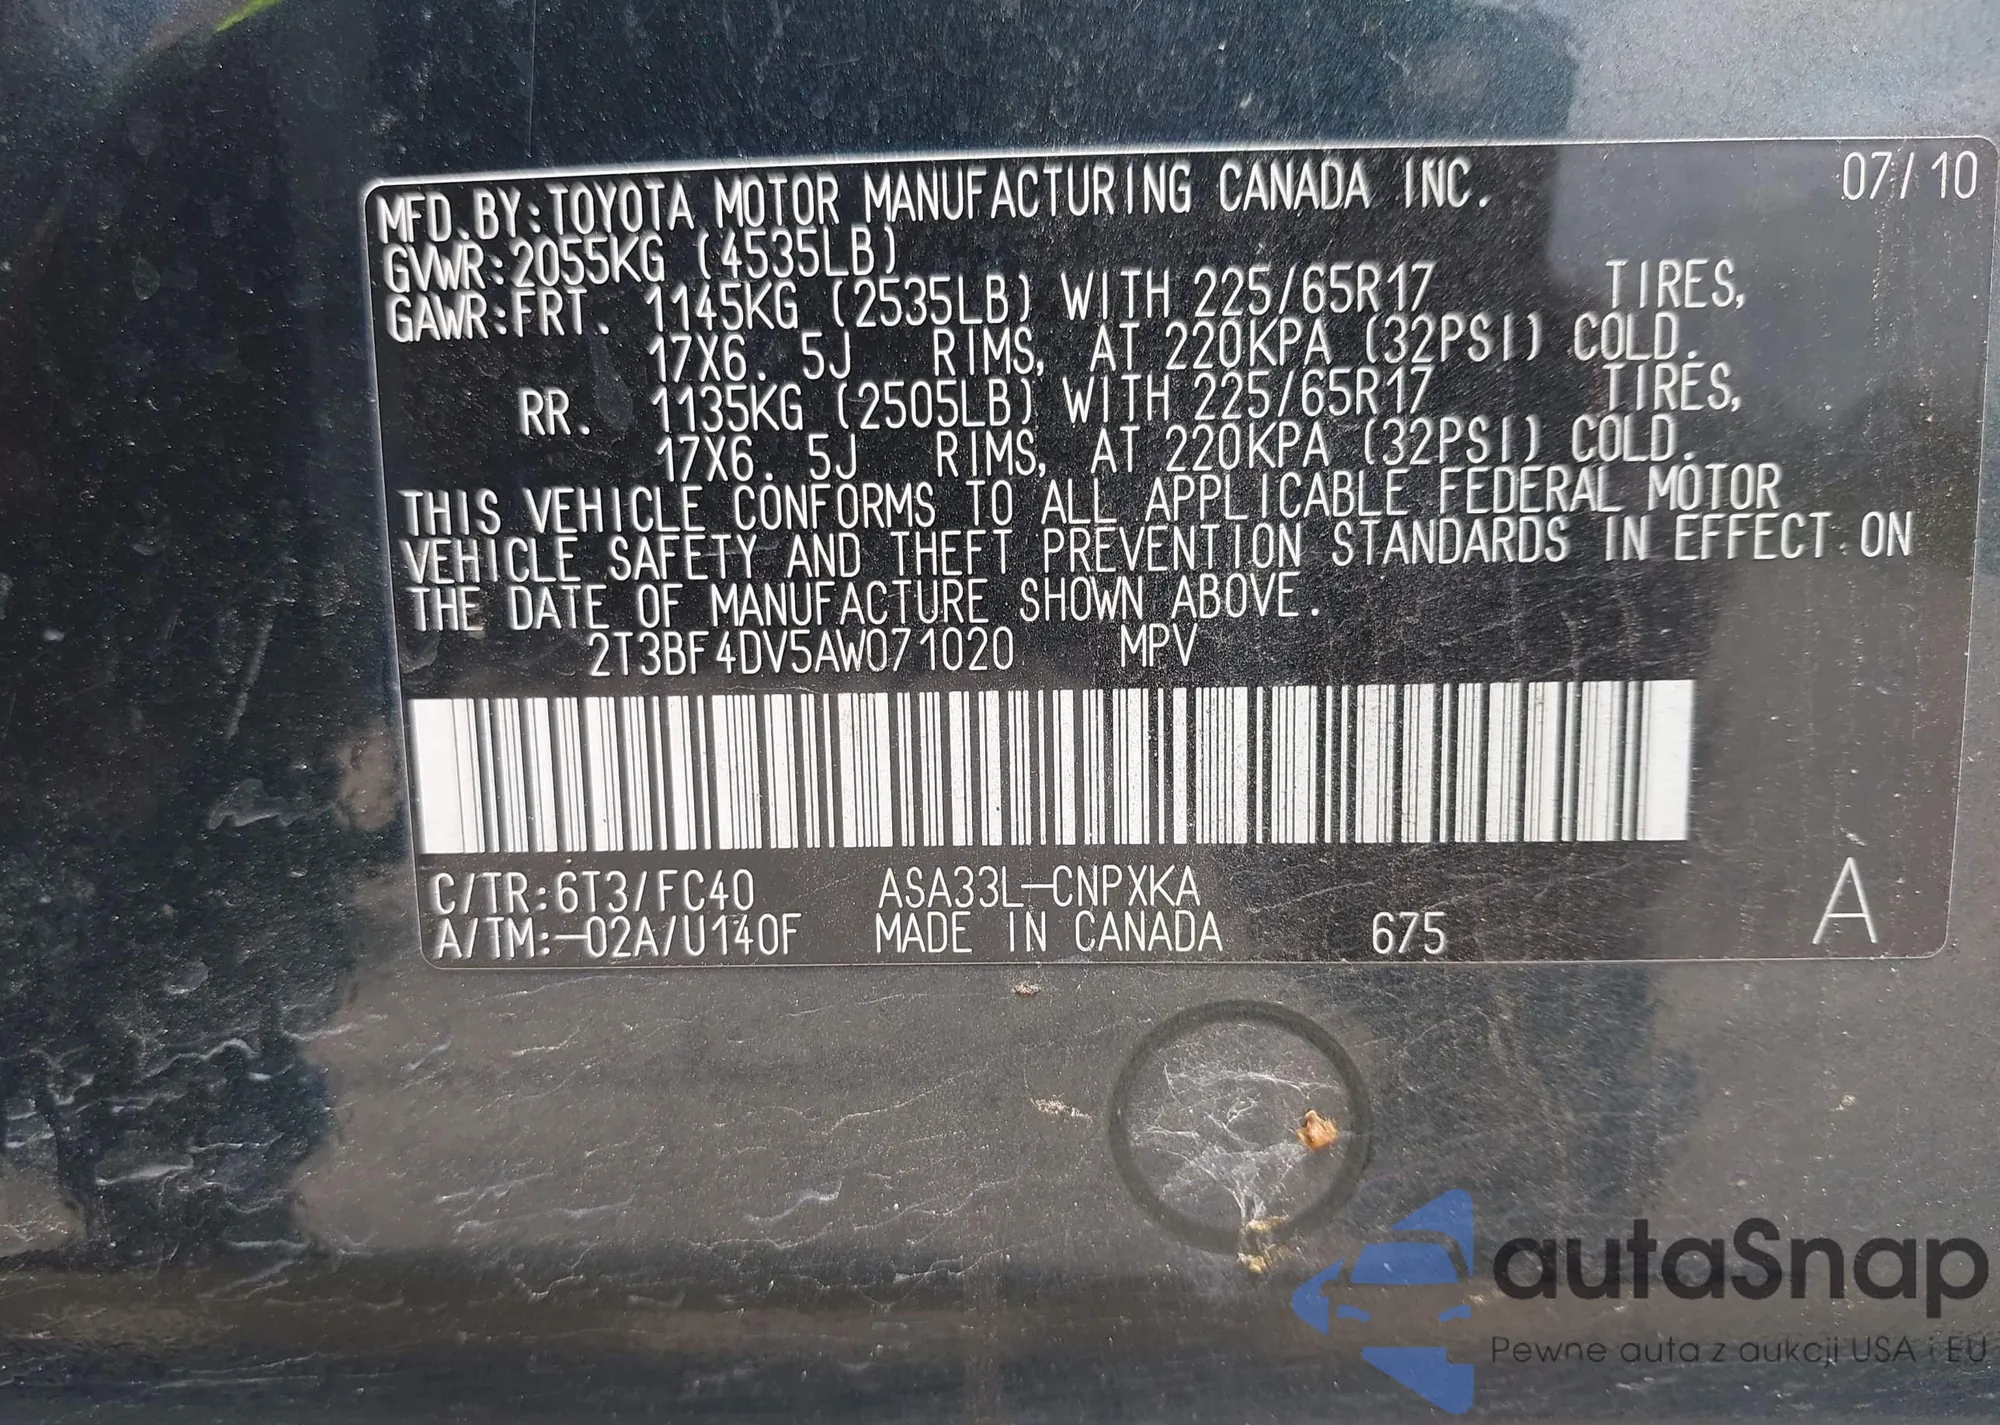 MFD. BY: TOYOTA MOTOR MANUFACTURING CANADA INC. 07/10
GVWR: 2055KG (4535LB)
GAWR: FRT. 1145KG (2535LB) WITH 225/65R17 TIRES,
17X6. 5J RIMS, AT 220KPA (32PSI) COLD.
RR. 1135KG (2505LB) WITH 225/65R17 TIRES,
17X6. 5J RIMS, AT 220KPA (32PSI) COLD.
THIS VEHICLE CONFORMS TO ALL APPLICABLE FEDERAL MOTOR
VEHICLE SAFETY AND THEFT PREVENTION STANDARDS IN EFFECT ON
THE DATE OF MANUFACTURE SHOWN ABOVE.
2T3BF4DV5AW071020 MPV
C/TR: 6T3/FC40 ASA33L-CNPXKA
A/TM: -02A/U140F MADE IN CANADA 675 A
autaSnap
Pewne auta z aukcji USA i EU